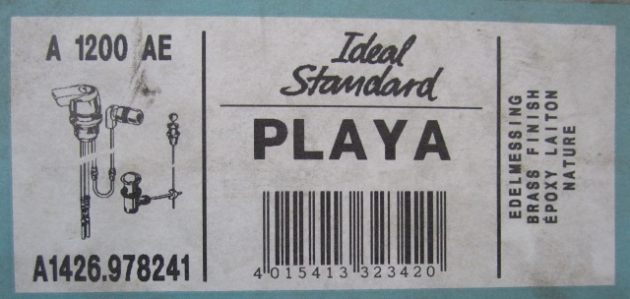 A 1200 AE
A1426.978241
Ideal
Standard
PLAYA
4 015413 323420
EDELMESSING
BRASS FINISH
ÉPOXY LAITON
NATURE